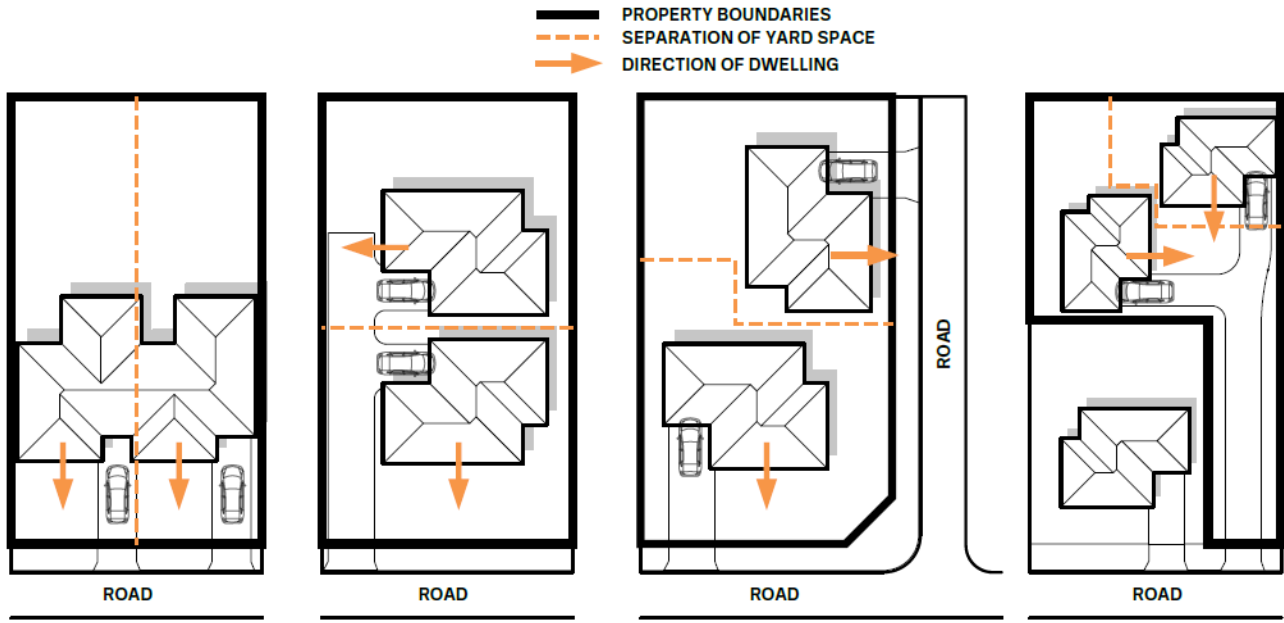 PROPERTY BOUNDARIES
SEPARATION OF YARD SPACE
DIRECTION OF DWELLING
ROAD
ROAD
ROAD
ROAD
ROAD